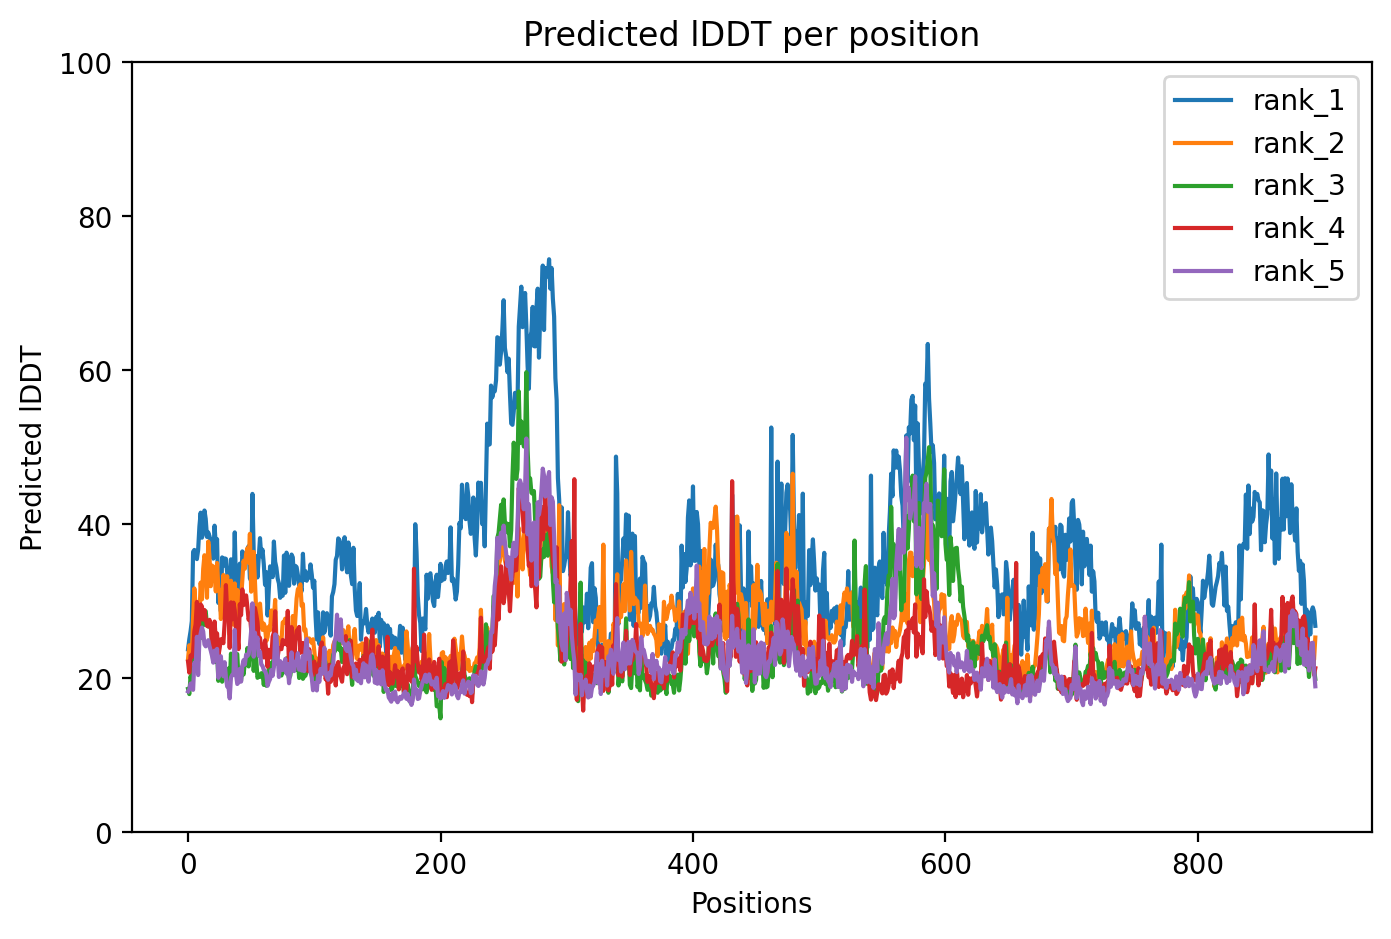 Predicted lDDT per position
100
80
60
40
20
0
Predicted lDDT
0 200 400 600 800
Positions
rank_1
rank_2
rank_3
rank_4
rank_5